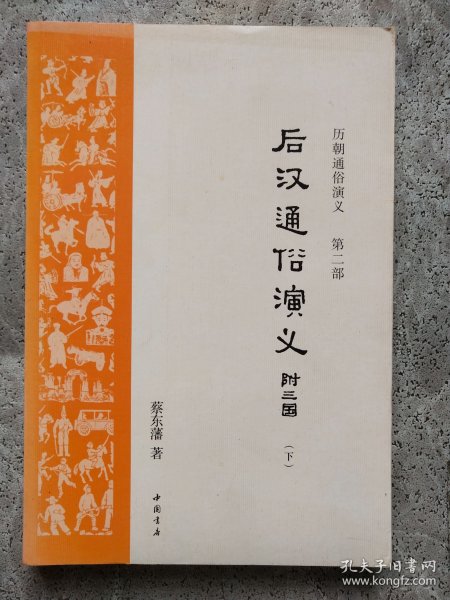 历朝通俗演义 第二部
后汉通俗演义 附三国 (下)
蔡东藩 著
中国书店
孔夫子旧书网
www.kongfz.com